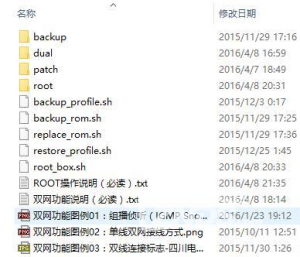 名称 修改日期
backup 2015/11/29 17:16
dual 2016/4/8 16:59
patch 2016/4/7 18:49
root 2016/4/8 20:31
backup_profile.sh 2015/12/3 0:17
backup_rom.sh 2015/11/29 17:25
replace_rom.sh 2015/11/29 17:35
restore_profile.sh 2015/12/25 1:45
root_box.sh 2016/4/8 20:33
ROOT操作说明（必读）.txt 2016/4/8 20:34
双网功能说明（必读）.txt 2016/4/8 18:14
双网功能图例01：组播侦听（IGMP Sno... 2016/1/23 19:12
双网功能图例02：单线双网接线方式.png 2015/10/11 12:51
双网功能图例03：双线连接标志-四川电... 2015/11/30 1:26